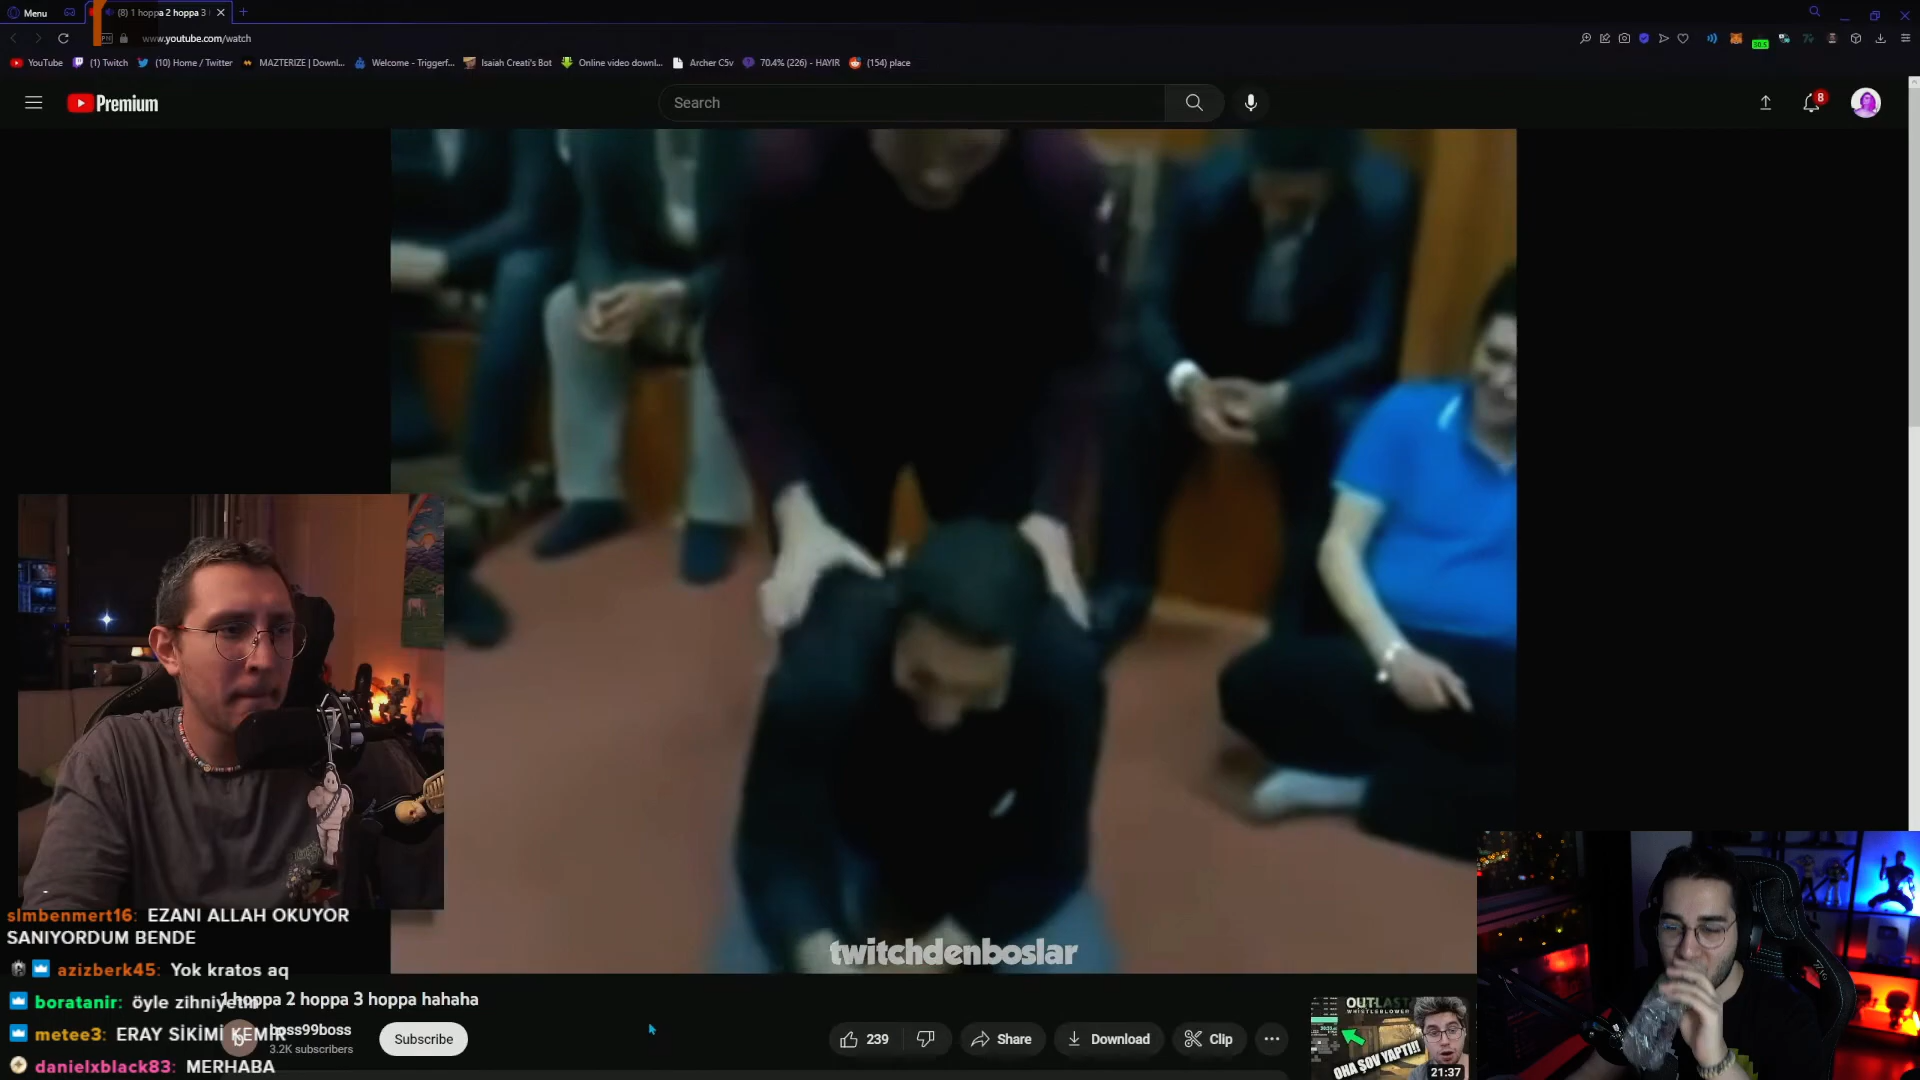 Menu
(8) 1 hoppa 2 hoppa 3
www.youtube.com/watch
YouTube
(1) Twitch
(10) Home / Twitter
MAZTERIZE | Downl...
Welcome - Triggerf...
Isaiah Creati's Bot
Online video downl...
Archer C5v
70.4% (226) - HAYIR
(154) place
Premium
Search
8
twitchdenboslar
slmbenmert16: EZANI ALLAH OKUYOR
SANIYORDUM BENDE
azizberk45: Yok kratos aq
boratanir: öyle zihniyetin
1 hoppa 2 hoppa 3 hoppa hahaha
metee3: ERAY SİKİMİ KEMİR
boss99boss
3.2K subscribers
Subscribe
239
Share
Download
Clip
danielxblack83: MERHABA
OUTLAST
WHISTLEBLOWER
OHA ŞOV YAPTI!!
21:37